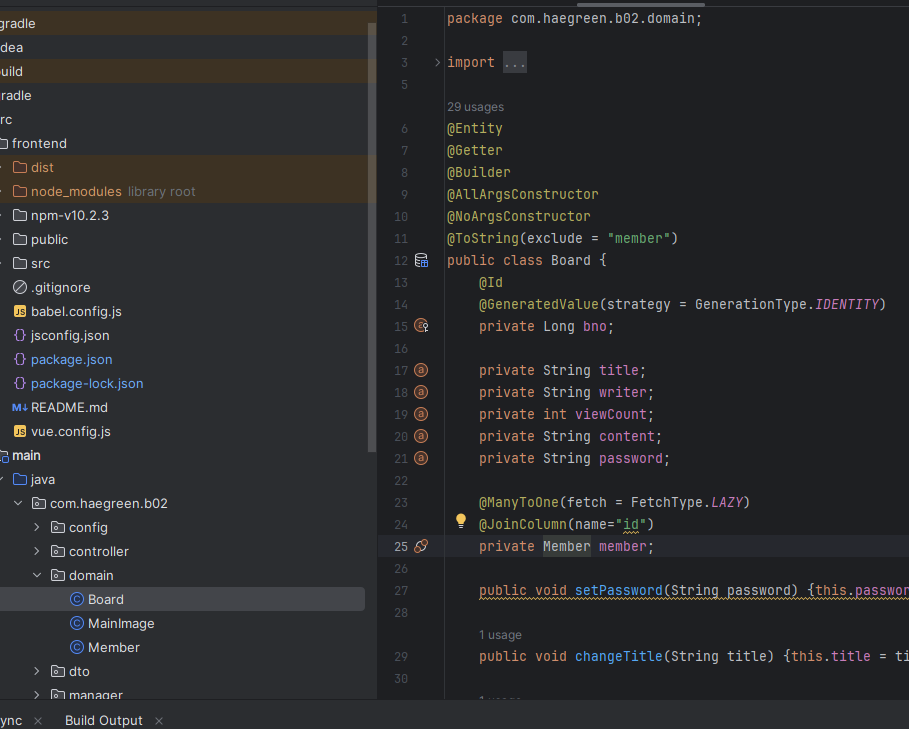 gradle
dea
uild
radle
rc
frontend
dist
node_modules library root
npm-v10.2.3
public
src
.gitignore
babel.config.js
jsconfig.json
package.json
package-lock.json
README.md
vue.config.js
main
java
com.haegreen.b02
config
controller
domain
Board
MainImage
Member
dto
manager
ync
Build Output
1 package com.haegreen.b02.domain;
2
3 import ...
5
29 usages
6 @Entity
7 @Getter
8 @Builder
9 @AllArgsConstructor
10 @NoArgsConstructor
11 @ToString(exclude = "member")
12 public class Board {
13 @Id
14 @GeneratedValue(strategy = GenerationType.IDENTITY)
15 private Long bno;
16
17 private String title;
18 private String writer;
19 private int viewCount;
20 private String content;
21 private String password;
22
23 @ManyToOne(fetch = FetchType.LAZY)
24 @JoinColumn(name="id")
25 private Member member;
26
27 public void setPassword(String password) {this.passwor
28
1 usage
29 public void changeTitle(String title) {this.title = ti
30